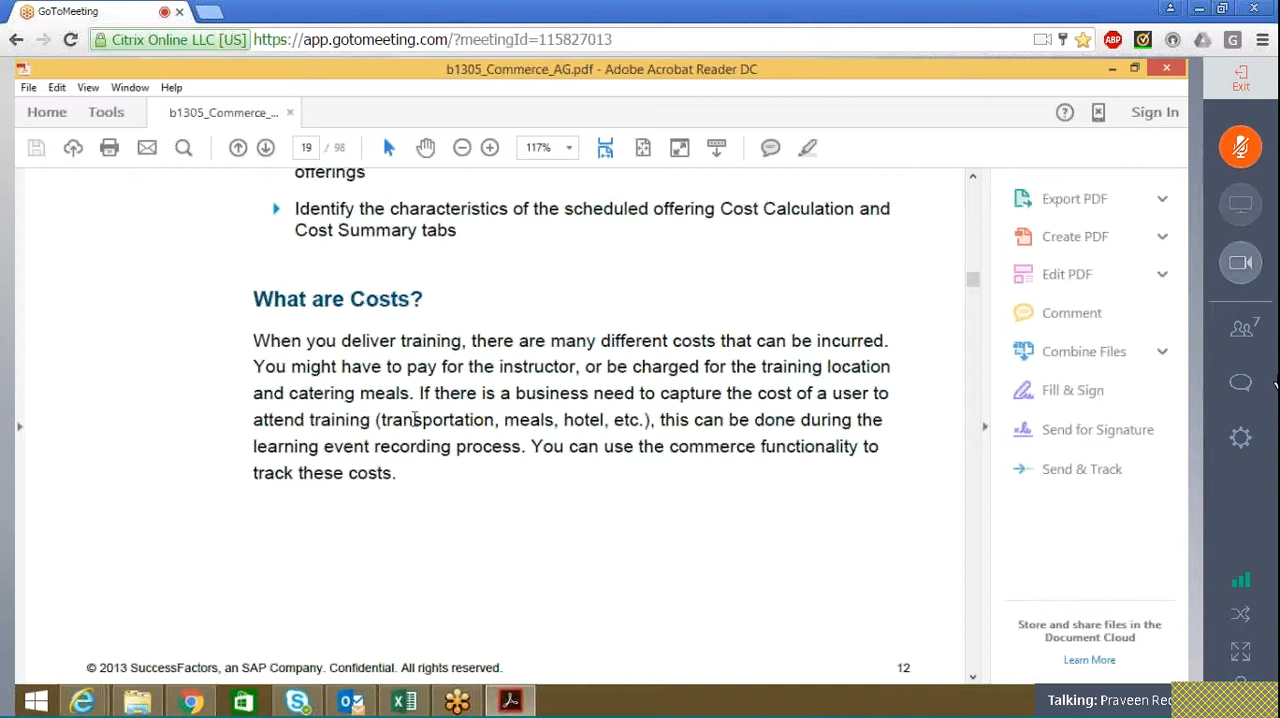 GoToMeeting
Citrix Online LLC [US] https://app.gotomeeting.com/?meetingId=115827013
ABP
G
b1305_Commerce_AG.pdf - Adobe Acrobat Reader DC
Exit
File Edit View Window Help
Home Tools b1305_Commerce_... Sign In
19 / 98 117%
offerings
Identify the characteristics of the scheduled offering Cost Calculation and
Cost Summary tabs
What are Costs?
When you deliver training, there are many different costs that can be incurred.
You might have to pay for the instructor, or be charged for the training location
and catering meals. If there is a business need to capture the cost of a user to
attend training (transportation, meals, hotel, etc.), this can be done during the
learning event recording process. You can use the commerce functionality to
track these costs.
© 2013 SuccessFactors, an SAP Company. Confidential. All rights reserved. 12
Export PDF
Create PDF
Edit PDF
Comment
Combine Files
Fill & Sign
Send for Signature
Send & Track
Store and share files in the
Document Cloud
Learn More
7
Talking: Praveen Rec